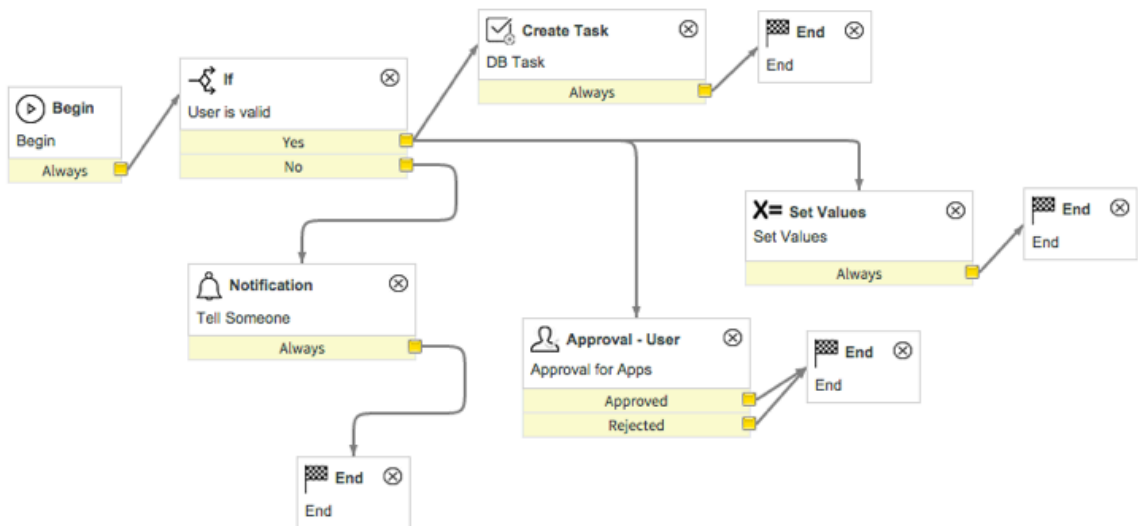 Begin
Begin
Always
If
User is valid
Yes
No
Create Task
DB Task
Always
End
End
X= Set Values
Set Values
Always
End
End
Notification
Tell Someone
Always
End
End
Approval - User
Approval for Apps
Approved
Rejected
End
End